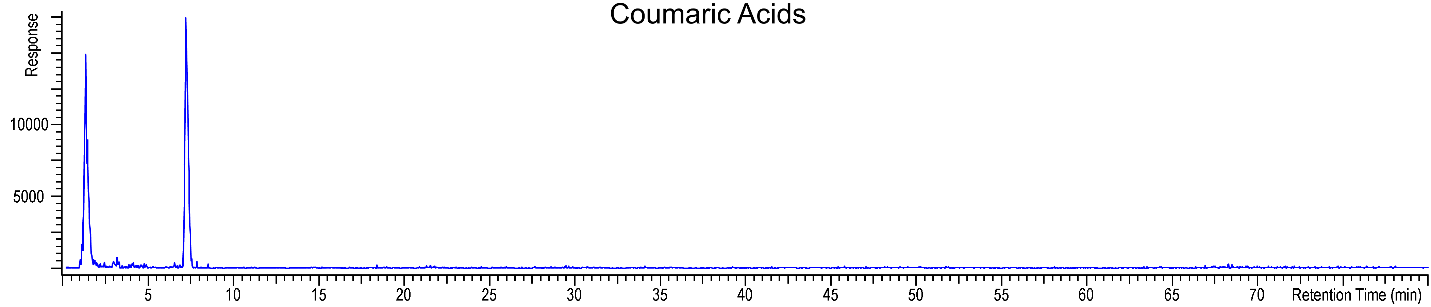 Coumaric Acids
Response
10000
5000
5 10 15 20 25 30 35 40 45 50 55 60 65 70 Retention Time (min)